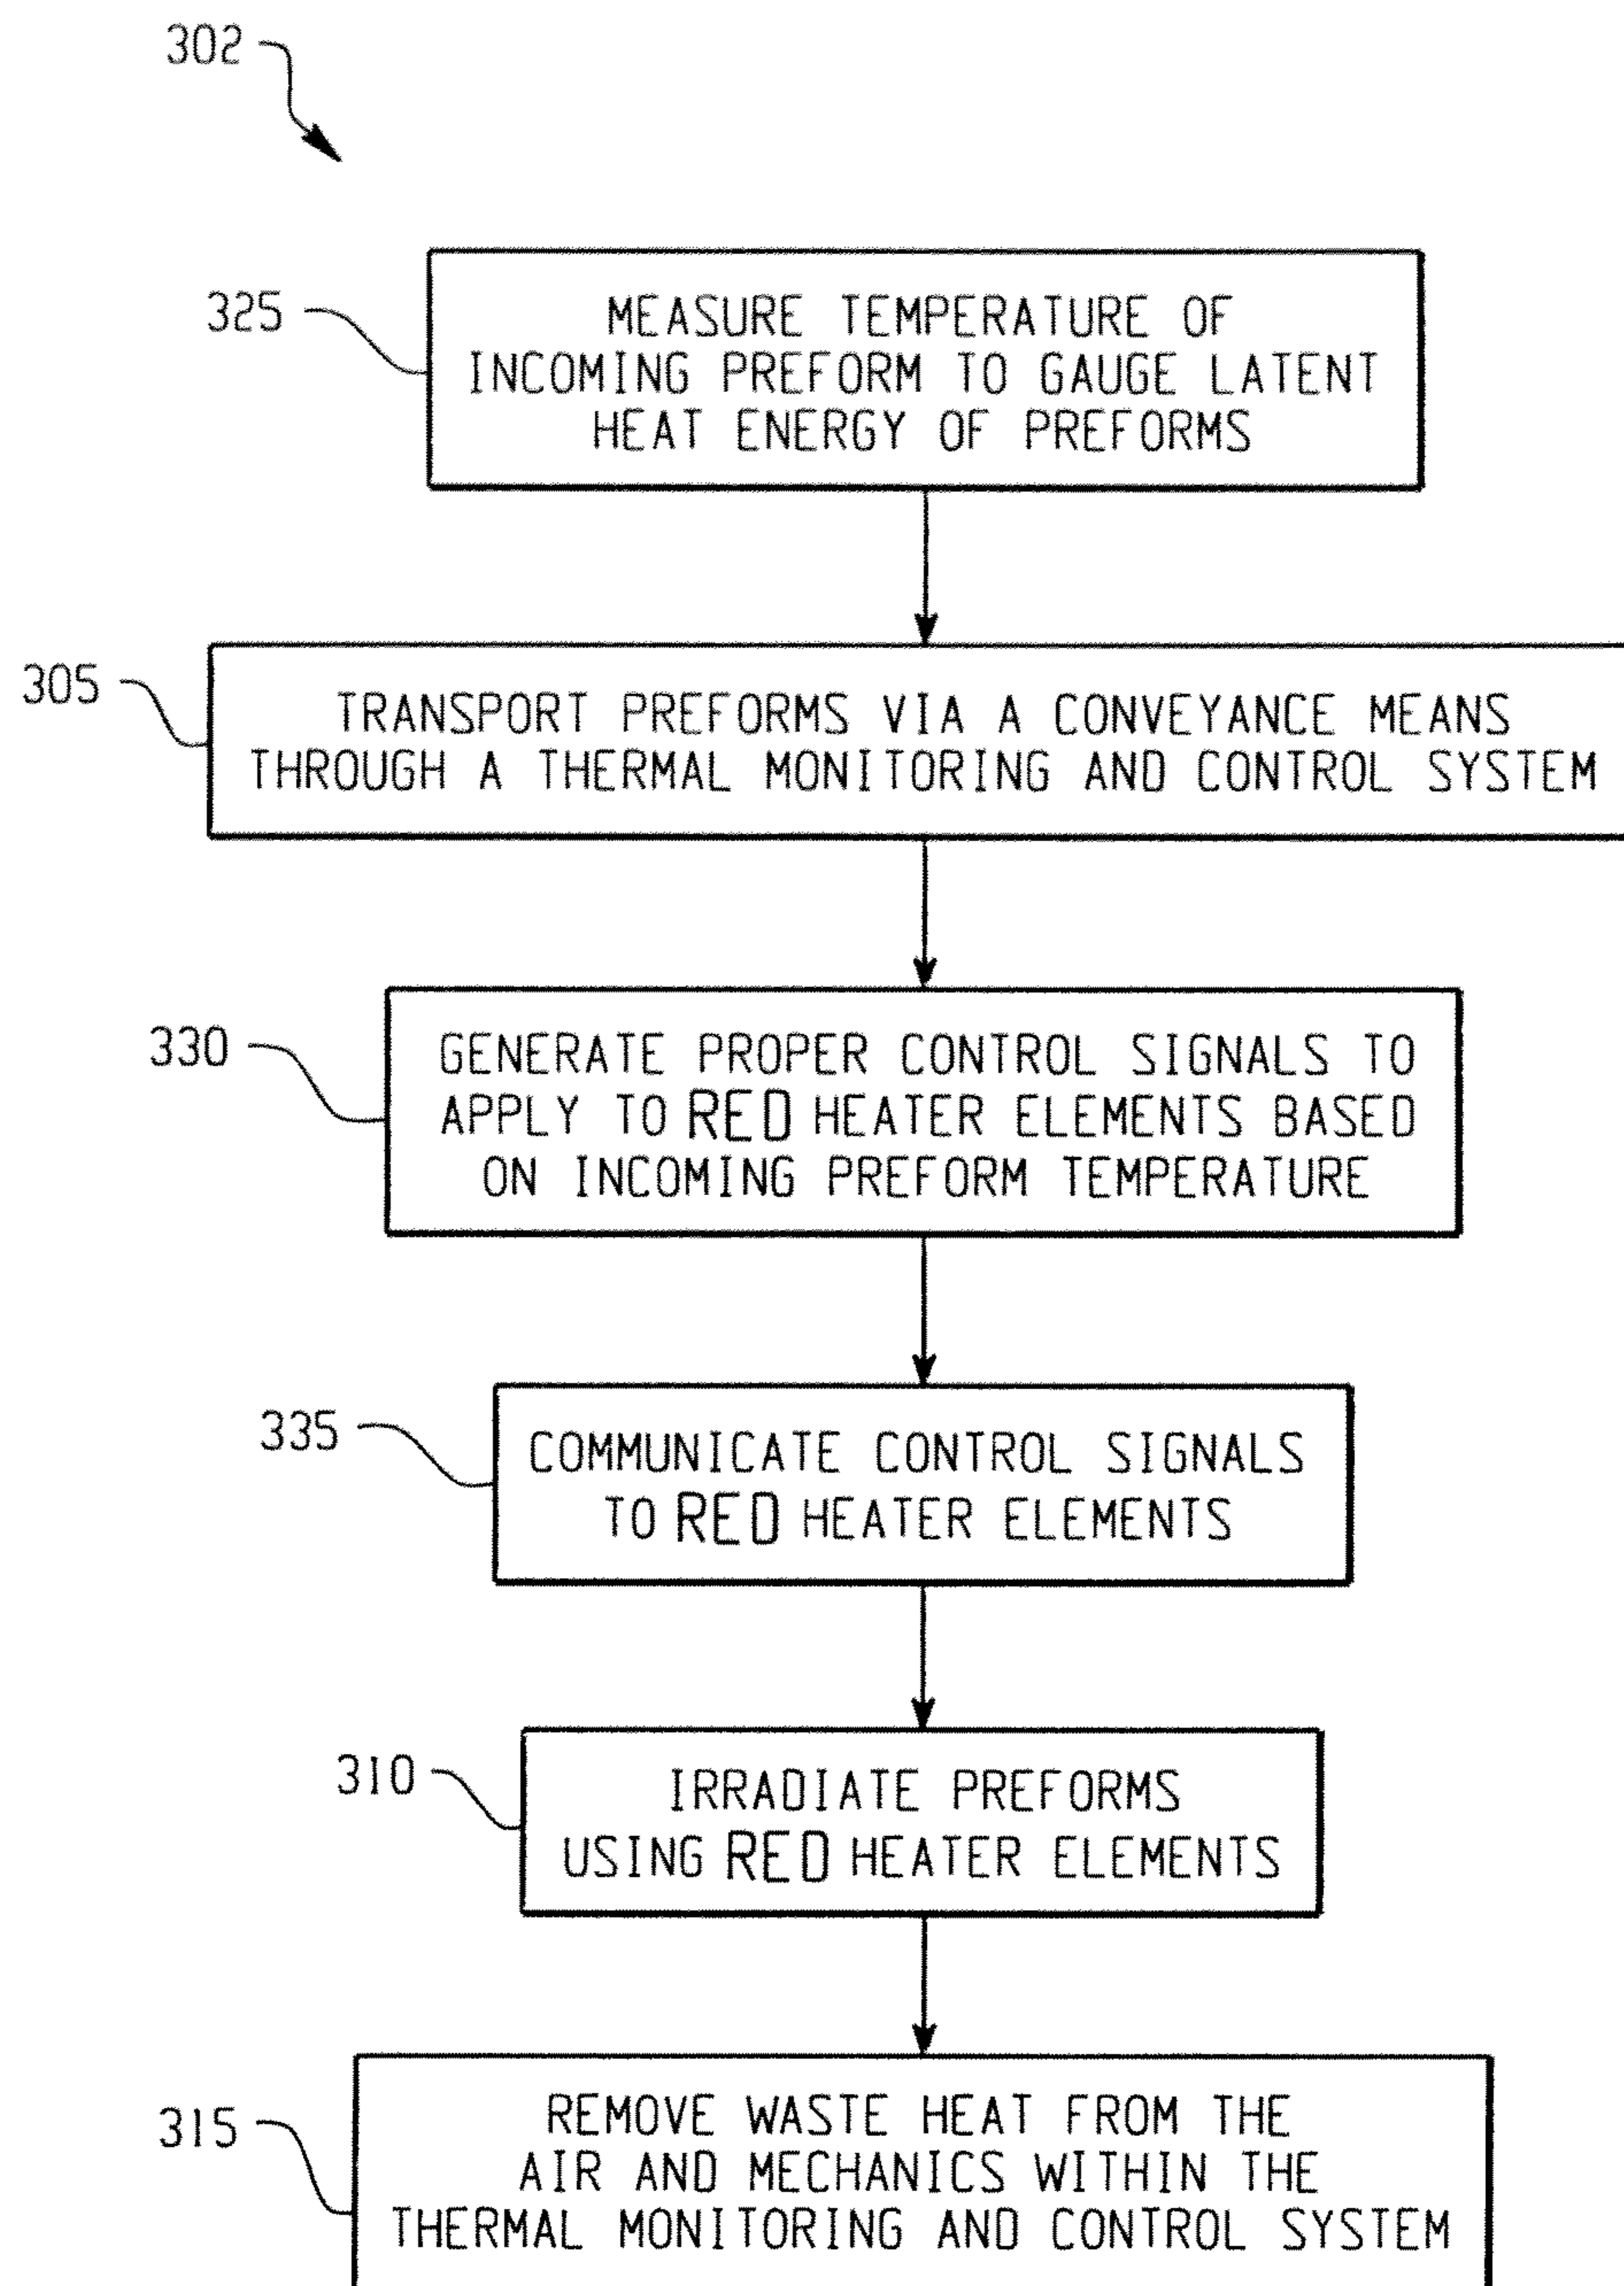 302
325
MEASURE TEMPERATURE OF
INCOMING PREFORM TO GAUGE LATENT
HEAT ENERGY OF PREFORMS
305
TRANSPORT PREFORMS VIA A CONVEYANCE MEANS
THROUGH A THERMAL MONITORING AND CONTROL SYSTEM
330
GENERATE PROPER CONTROL SIGNALS TO
APPLY TO RED HEATER ELEMENTS BASED
ON INCOMING PREFORM TEMPERATURE
335
COMMUNICATE CONTROL SIGNALS
TO RED HEATER ELEMENTS
310
IRRADIATE PREFORMS
USING RED HEATER ELEMENTS
315
REMOVE WASTE HEAT FROM THE
AIR AND MECHANICS WITHIN THE
THERMAL MONITORING AND CONTROL SYSTEM